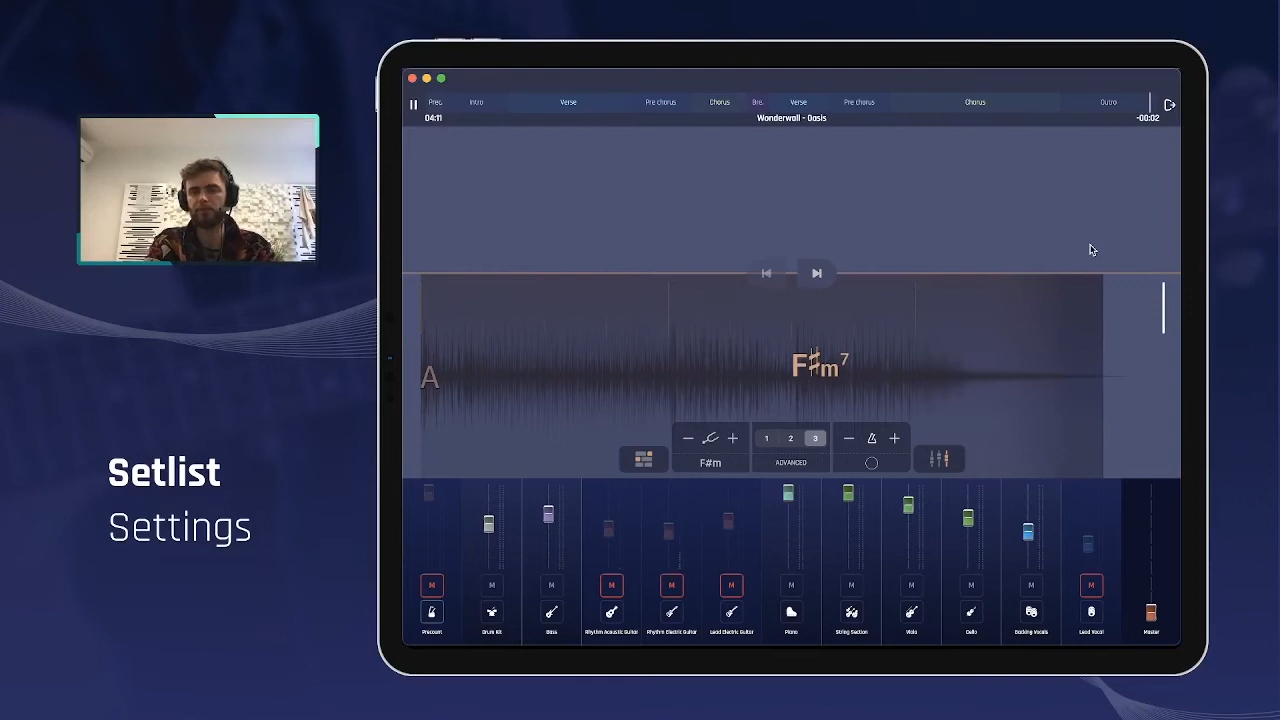 Prec. Intro Verse Pre chorus Chorus Bre. Verse Pre chorus Chorus Outro
04:11 Wonderwall - Oasis -00:02
A
F♯m7
1 2 3
F#m ADVANCED
M M M M M M M M M M M M
Precount Drum Kit Bass Rhythm Acoustic Guitar Rhythm Electric Guitar Lead Electric Guitar Piano String Section Viola Cello Backing Vocals Lead Vocal Master
Setlist
Settings